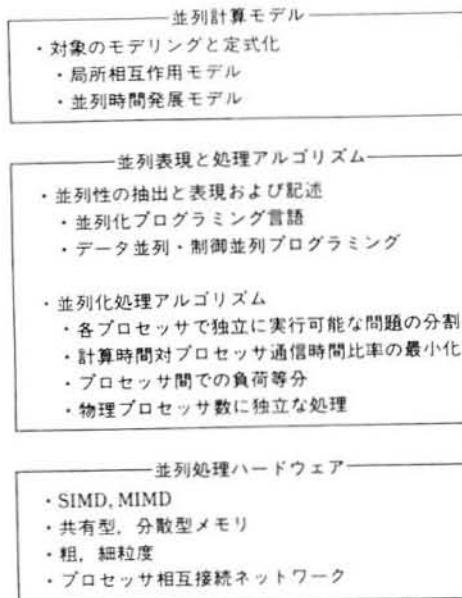 並列計算モデル
・対象のモデリングと定式化
・局所相互作用モデル
・並列時間発展モデル
並列表現と処理アルゴリズム
・並列性の抽出と表現および記述
・並列化プログラミング言語
・データ並列・制御並列プログラミング
・並列化処理アルゴリズム
・各プロセッサで独立に実行可能な問題の分割
・計算時間対プロセッサ通信時間比率の最小化
・プロセッサ間での負荷等分
・物理プロセッサ数に独立な処理
並列処理ハードウェア
・SIMD, MIMD
・共有型，分散型メモリ
・粗，細粒度
・プロセッサ相互接続ネットワーク